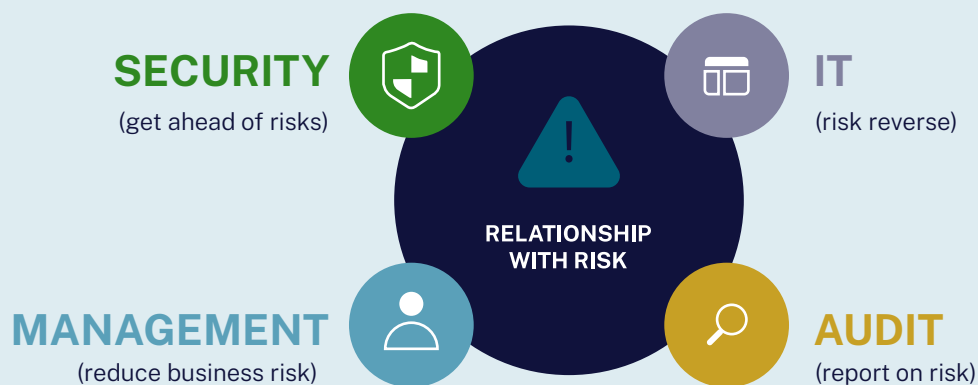 SECURITY
(get ahead of risks)
IT
(risk reverse)
RELATIONSHIP
WITH RISK
MANAGEMENT
(reduce business risk)
AUDIT
(report on risk)